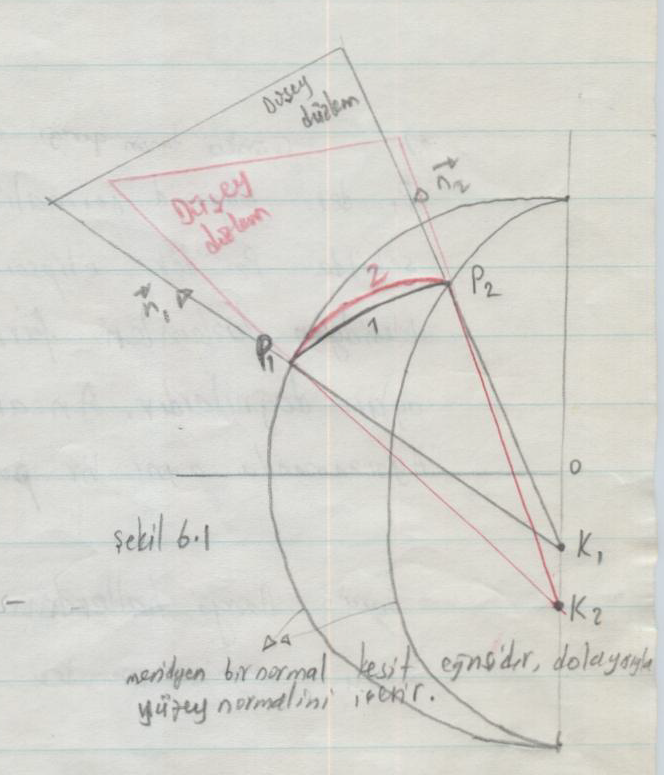 Düşey
düzlem
Düşey
düzlem
n₂
n₁
2
P₂
1
P₁
0
şekil 6.1
K₁
K₂
meridyen bir normal kesit eğrisidir, dolayısıyla
yüzey normalini içerir.